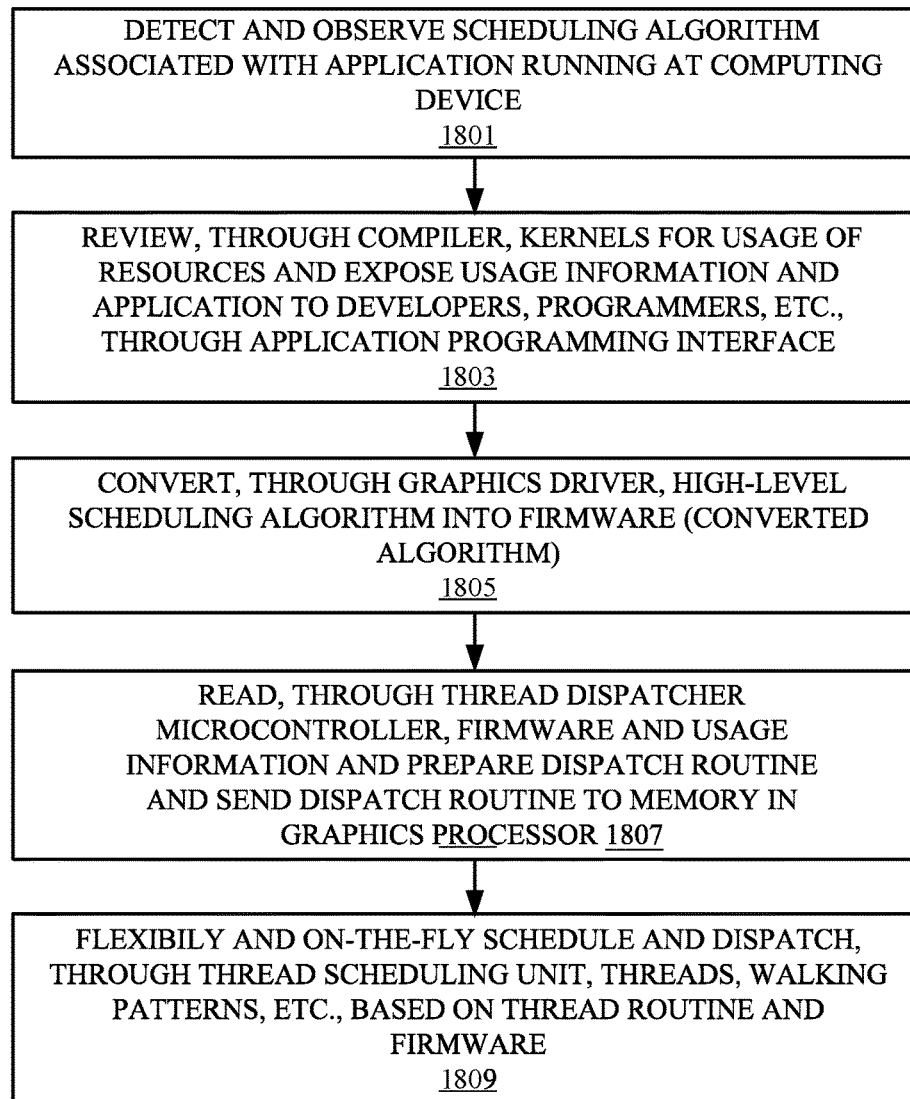 DETECT AND OBSERVE SCHEDULING ALGORITHM
ASSOCIATED WITH APPLICATION RUNNING AT COMPUTING
DEVICE
1801
REVIEW, THROUGH COMPILER, KERNELS FOR USAGE OF
RESOURCES AND EXPOSE USAGE INFORMATION AND
APPLICATION TO DEVELOPERS, PROGRAMMERS, ETC.,
THROUGH APPLICATION PROGRAMMING INTERFACE
1803
CONVERT, THROUGH GRAPHICS DRIVER, HIGH-LEVEL
SCHEDULING ALGORITHM INTO FIRMWARE (CONVERTED
ALGORITHM)
1805
READ, THROUGH THREAD DISPATCHER
MICROCONTROLLER, FIRMWARE AND USAGE
INFORMATION AND PREPARE DISPATCH ROUTINE
AND SEND DISPATCH ROUTINE TO MEMORY IN
GRAPHICS PROCESSOR 1807
FLEXIBILY AND ON-THE-FLY SCHEDULE AND DISPATCH,
THROUGH THREAD SCHEDULING UNIT, THREADS, WALKING
PATTERNS, ETC., BASED ON THREAD ROUTINE AND
FIRMWARE
1809